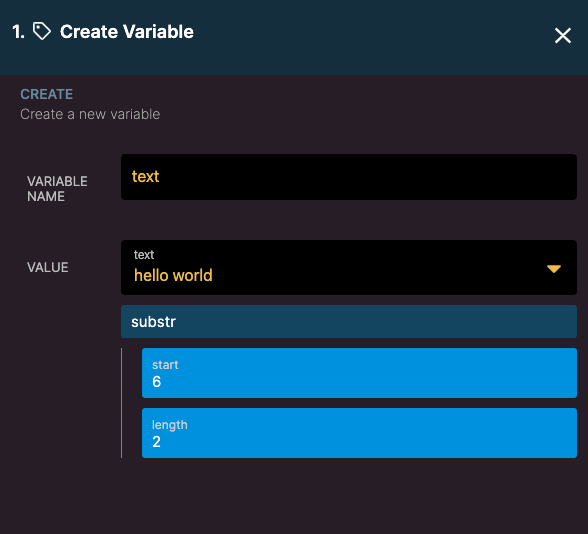 1. Create Variable
CREATE
Create a new variable
VARIABLE
NAME
text
VALUE
text
hello world
substr
start
6
length
2